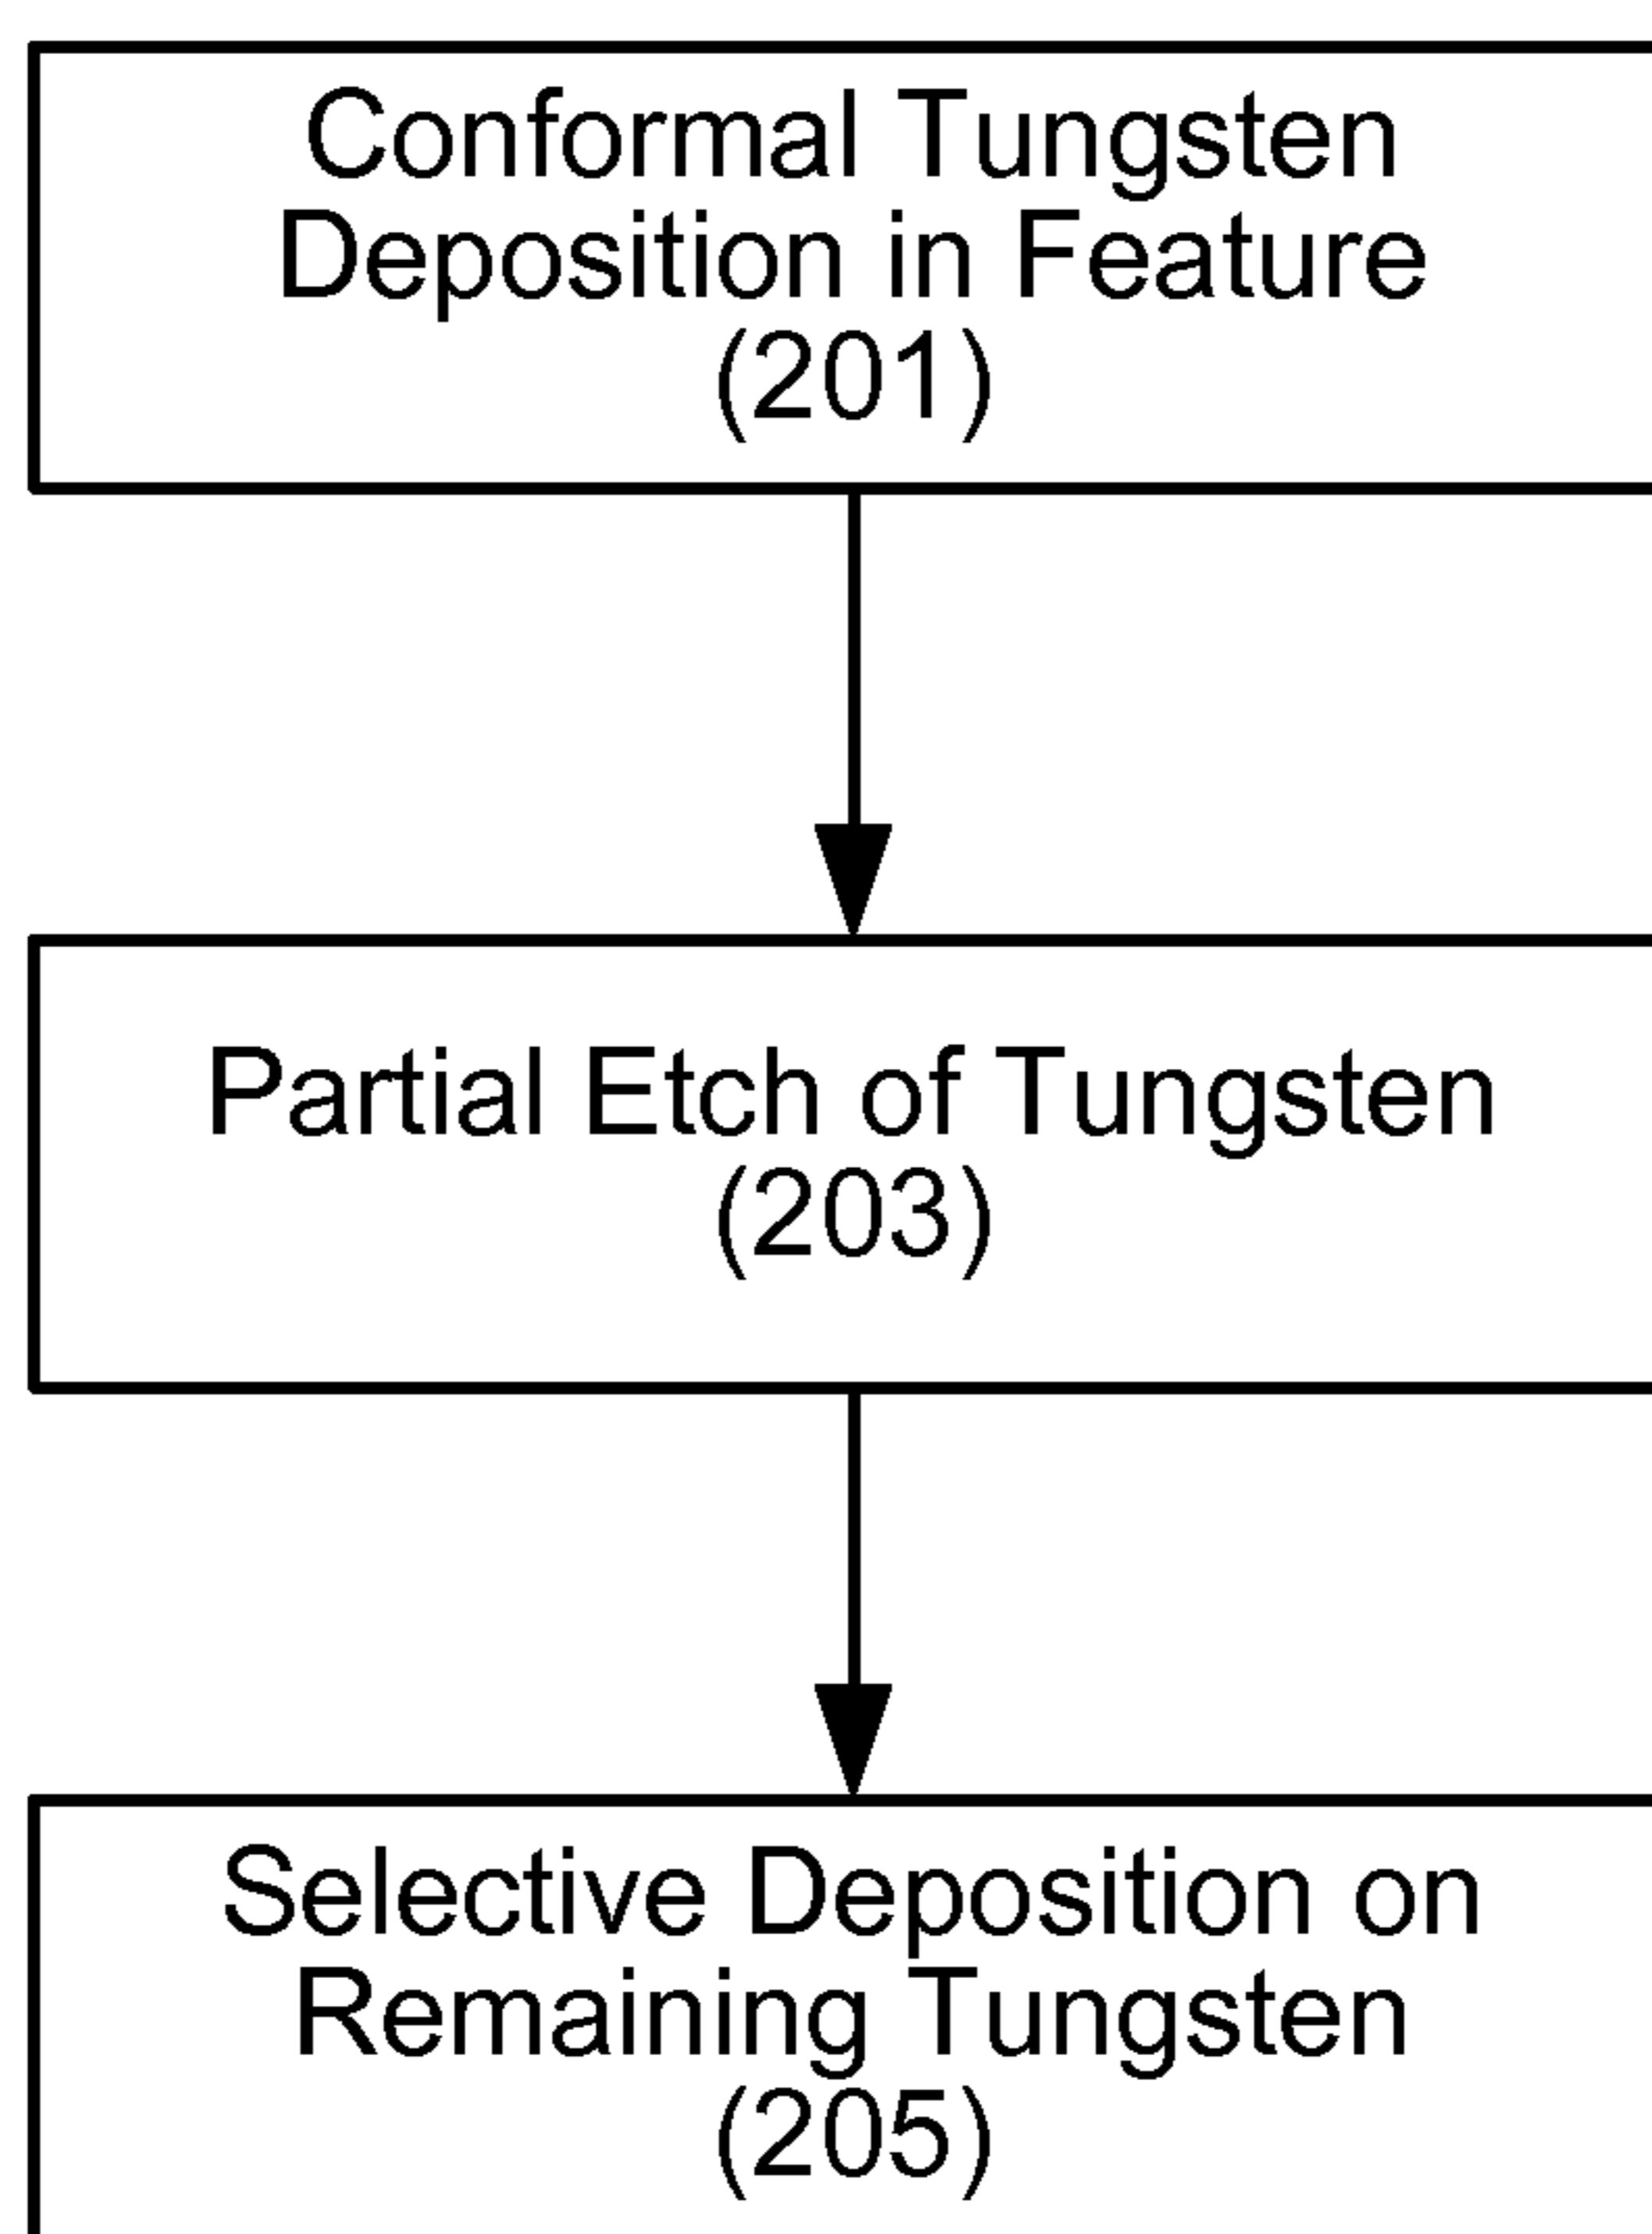 Conformal Tungsten
Deposition in Feature
(201)
Partial Etch of Tungsten
(203)
Selective Deposition on
Remaining Tungsten
(205)